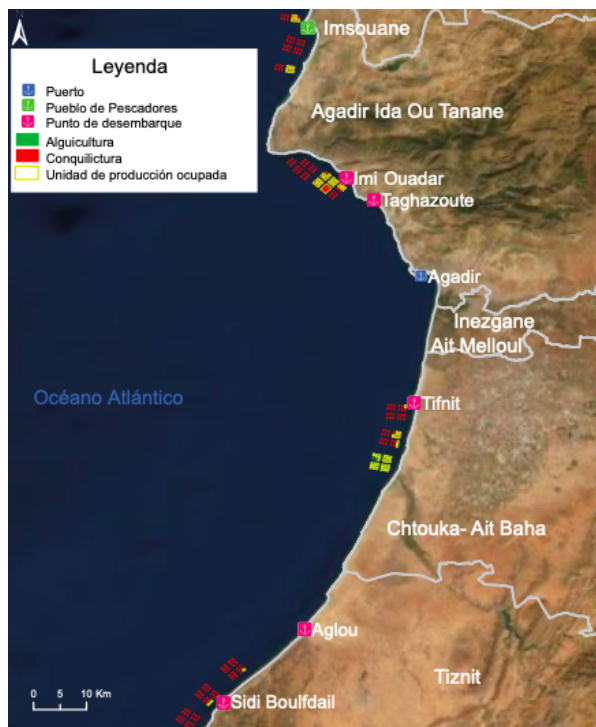 Imsouane
Leyenda
Puerto
Pueblo de Pescadores
Punto de desembarque
Alguicultura
Conquilictura
Unidad de producción ocupada
Agadir Ida Ou Tanane
Imi Ouadar
Taghazoute
Agadir
Inezgane
Ait Melloul
Océano Atlántico
Tifnit
Chtouka- Ait Baha
Aglou
Tiznit
Sidi Boulfdail
0 5 10 Km